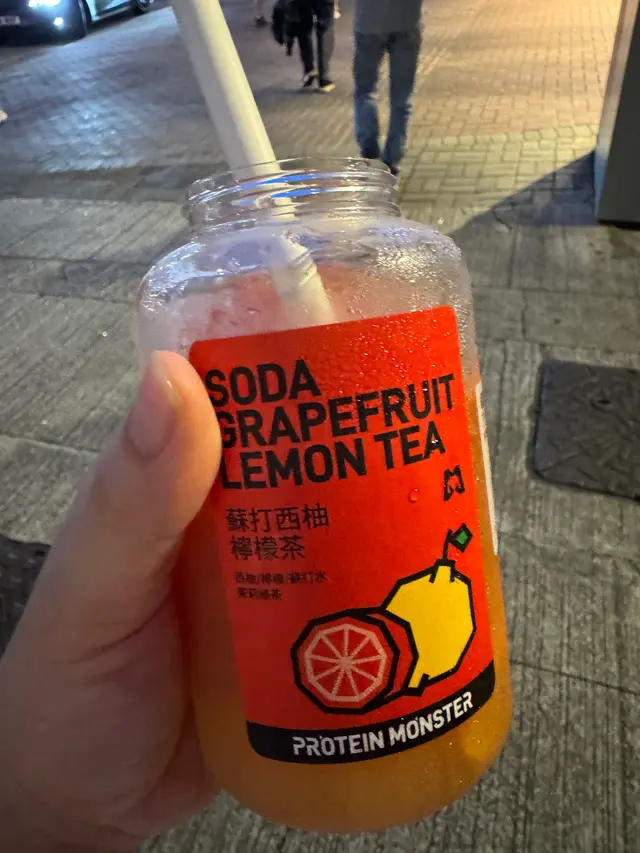 SODA
GRAPEFRUIT
LEMON TEA
蘇打西柚
檸檬茶
西柚/檸檬/蘇打水
茉莉綠茶
PROTEIN MONSTER